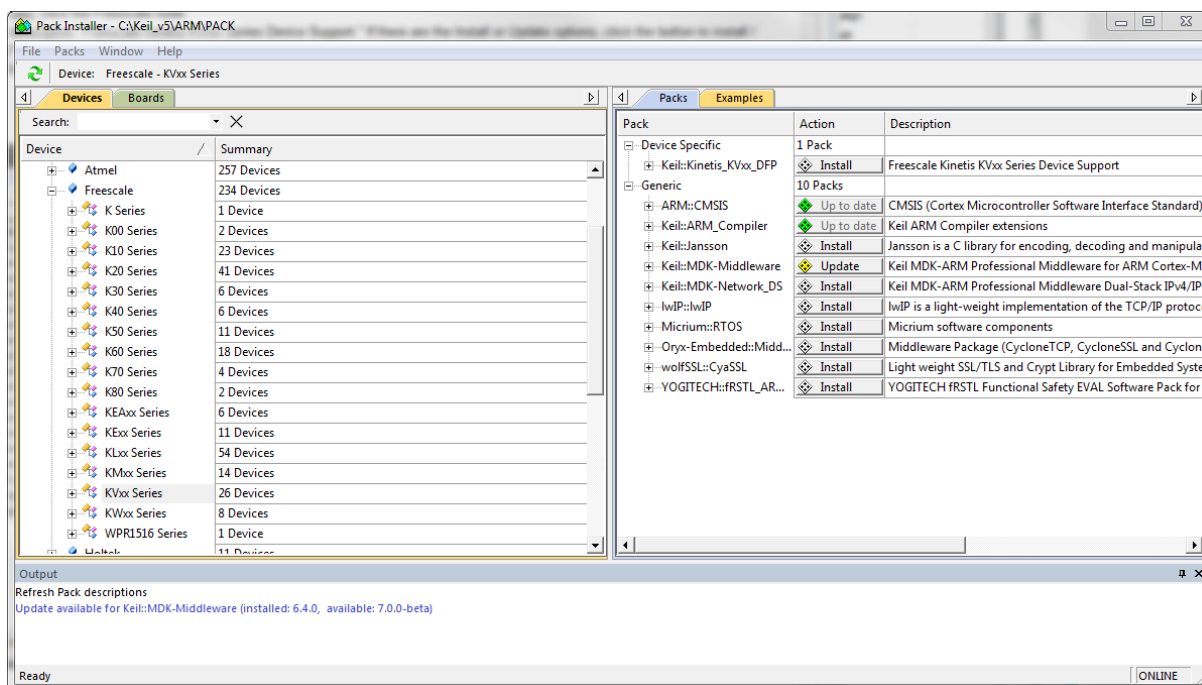 Pack Installer - C:\Keil_v5\ARM\PACK
File Packs Window Help
Device: Freescale - KVxx Series
Devices Boards
Search:
Device / Summary
Atmel 257 Devices
Freescale 234 Devices
K Series 1 Device
K00 Series 2 Devices
K10 Series 23 Devices
K20 Series 41 Devices
K30 Series 6 Devices
K40 Series 6 Devices
K50 Series 11 Devices
K60 Series 18 Devices
K70 Series 4 Devices
K80 Series 2 Devices
KEAxx Series 6 Devices
KExx Series 11 Devices
KLxx Series 54 Devices
KMxx Series 14 Devices
KVxx Series 26 Devices
KWxx Series 8 Devices
WPR1516 Series 1 Device
Holtek 11 Devices
Packs Examples
Pack Action Description
Device Specific 1 Pack
Keil::Kinetis_KVxx_DFP Install Freescale Kinetis KVxx Series Device Support
Generic 10 Packs
ARM::CMSIS Up to date CMSIS (Cortex Microcontroller Software Interface Standard)
Keil::ARM_Compiler Up to date Keil ARM Compiler extensions
Keil::Jansson Install Jansson is a C library for encoding, decoding and manipula
Keil::MDK-Middleware Update Keil MDK-ARM Professional Middleware for ARM Cortex-M
Keil::MDK-Network_DS Install Keil MDK-ARM Professional Middleware Dual-Stack IPv4/IP
lwIP::lwIP Install lwIP is a light-weight implementation of the TCP/IP protoc
Micrium::RTOS Install Micrium software components
Oryx-Embedded::Midd... Install Middleware Package (CycloneTCP, CycloneSSL and Cyclon
wolfSSL::CyaSSL Install Light weight SSL/TLS and Crypt Library for Embedded Syste
YOGITECH::fRSTL_AR... Install YOGITECH fRSTL Functional Safety EVAL Software Pack for
Output
Refresh Pack descriptions
Update available for Keil::MDK-Middleware (installed: 6.4.0, available: 7.0.0-beta)
Ready ONLINE